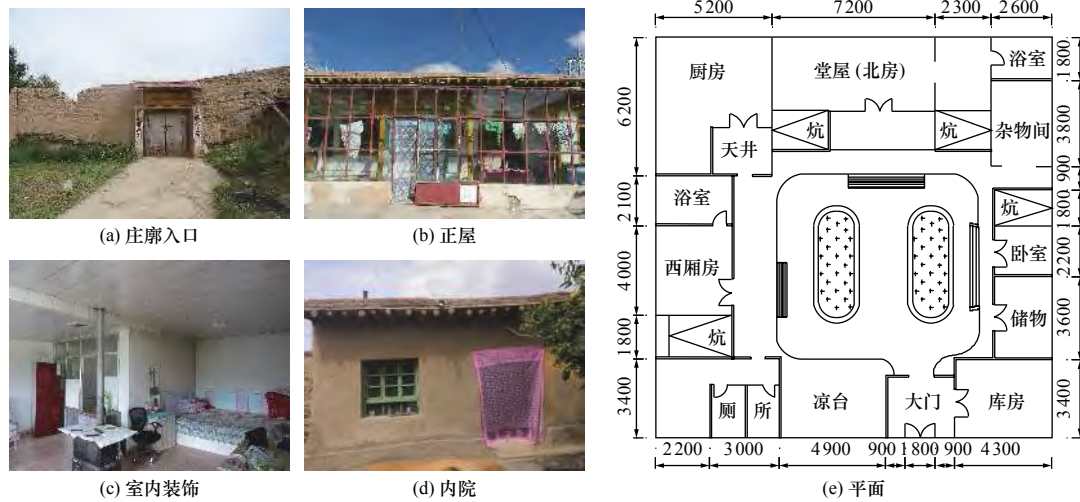 (a) 庄廓入口
(b) 正屋
(c) 室内装饰
(d) 内院
5200
7200
2300
2600
6200
2100
4000
1800
3400
厨房
堂屋 (北房)
浴室
炕
炕
杂物间
天井
浴室
炕
西厢房
卧室
储物
炕
厕
所
凉台
大门
库房
1800
3800
900
1800
2200
3600
3400
2200
3000
4900
900
1800
900
4300
(e) 平面